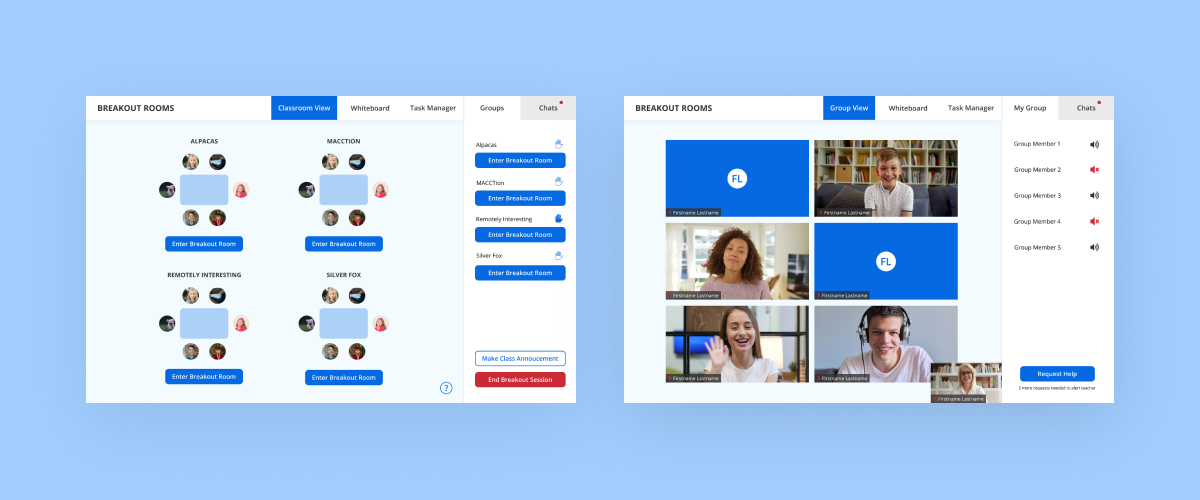 BREAKOUT ROOMS
Classroom View
Whiteboard
Task Manager
Groups
Chats
ALPACAS
MACCTION
Enter Breakout Room
Enter Breakout Room
REMOTELY INTERESTING
SILVER FOX
Enter Breakout Room
Enter Breakout Room
?
Alpacas
Enter Breakout Room
MACCTion
Enter Breakout Room
Remotely Interesting
Enter Breakout Room
Silver Fox
Enter Breakout Room
Make Class Annoucement
End Breakout Session
BREAKOUT ROOMS
Group View
Whiteboard
Task Manager
My Group
Chats
FL
Firstname Lastname
Firstname Lastname
Firstname Lastname
FL
Firstname Lastname
Firstname Lastname
Firstname Lastname
Firstname Lastname
Group Member 1
Group Member 2
Group Member 3
Group Member 4
Group Member 5
Request Help
2 more requests needed to alert teacher